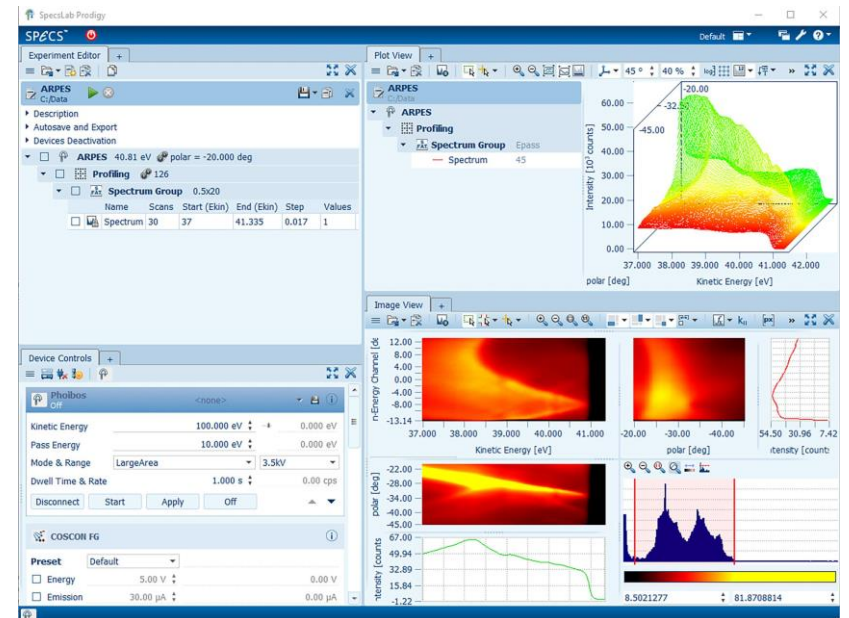 SpecsLab Prodigy
SPECS™
Default
Experiment Editor
ARPES
C:/Data
Description
Autosave and Export
Devices Deactivation
ARPES 40.81 eV polar = -20.000 deg
Profiling 126
Spectrum Group 0.5x20
Name Scans Start (Ekin) End (Ekin) Step Values
Spectrum 30 37 41.335 0.017 1
Device Controls
Phoibos
Off
<none>
Kinetic Energy 100.000 eV 0.000 eV
Pass Energy 10.000 eV 0.000 eV
Mode & Range LargeArea 3.5kV
Dwell Time & Rate 1.000 s 0.00 cps
Disconnect Start Apply Off
COSCON FG
Preset Default
Energy 5.00 V 0.00 V
Emission 30.00 µA 0.00 µA
Plot View
45 ° 40 % log
ARPES
C:/Data
ARPES
Profiling
Spectrum Group Epass
Spectrum 45
-20.00
-32.
-45.00
60.00
50.00
40.00
30.00
20.00
10.00
0.00
Intensity [10³ counts]
37.000 38.000 39.000 40.000 41.000 42.000
polar [deg] Kinetic Energy [eV]
Image View
k|| px
n-Energy Channel [dc
12.00
8.00
4.00
0.00
-4.00
-8.00
-13.14
37.000 38.000 39.000 40.000 41.000
Kinetic Energy [eV]
-20.00 -30.00 -40.00
polar [deg]
54.50 30.96 7.42
ntensity [count:
polar [deg]
-22.00
-28.00
-34.00
-40.00
-45.00
ntensity [counts
67.00
49.94
32.89
15.84
-1.22
8.5021277 81.8708814